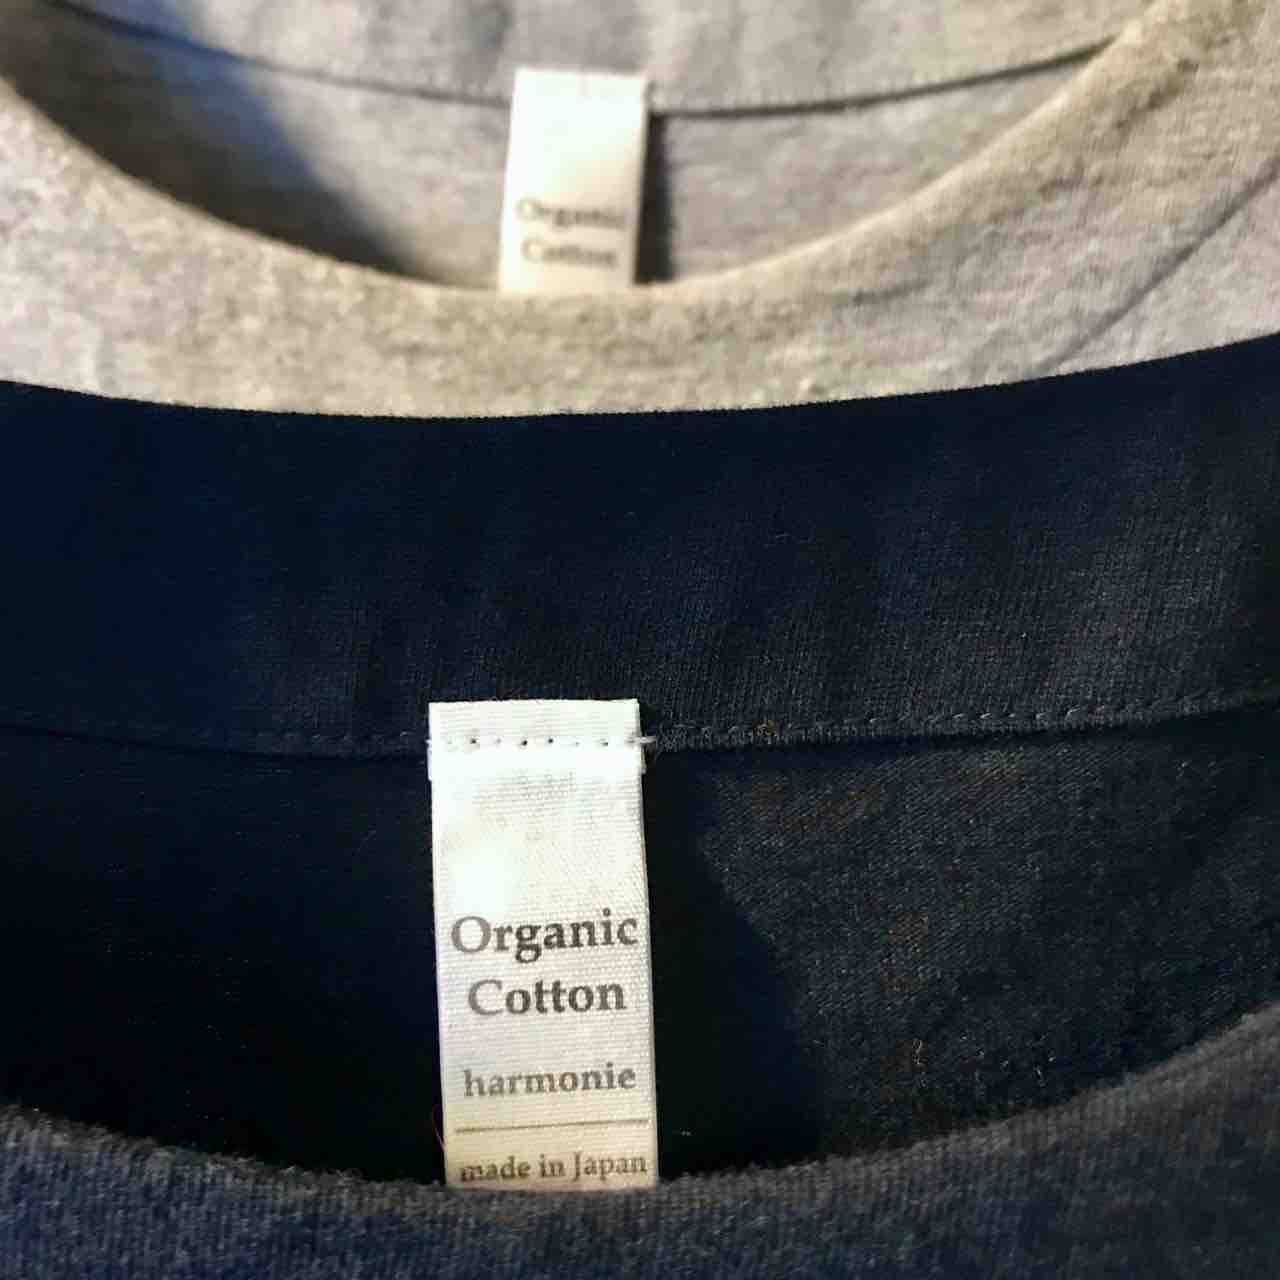 Organic
Cotton
Organic
Cotton
harmonie
made in Japan